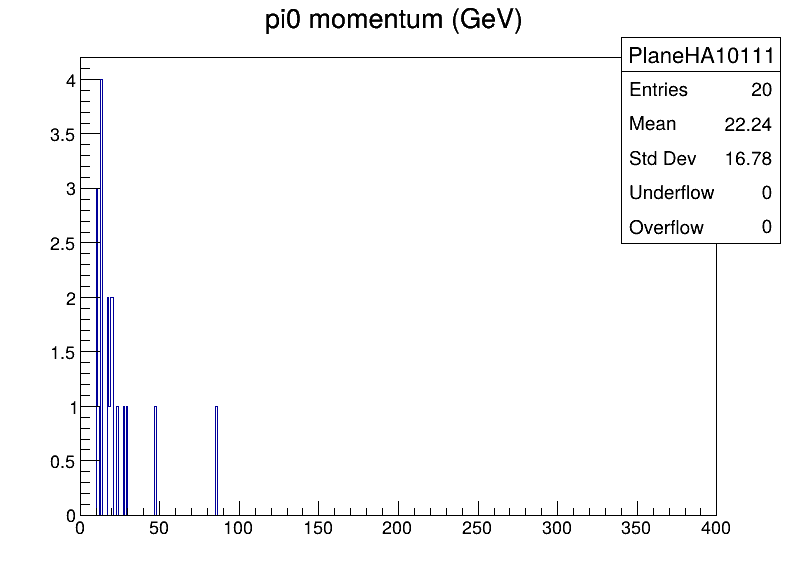 pi0 momentum (GeV)
PlaneHA10111
Entries 20
Mean 22.24
Std Dev 16.78
Underflow 0
Overflow 0
4
3.5
3
2.5
2
1.5
1
0.5
0
0 50 100 150 200 250 300 350 400